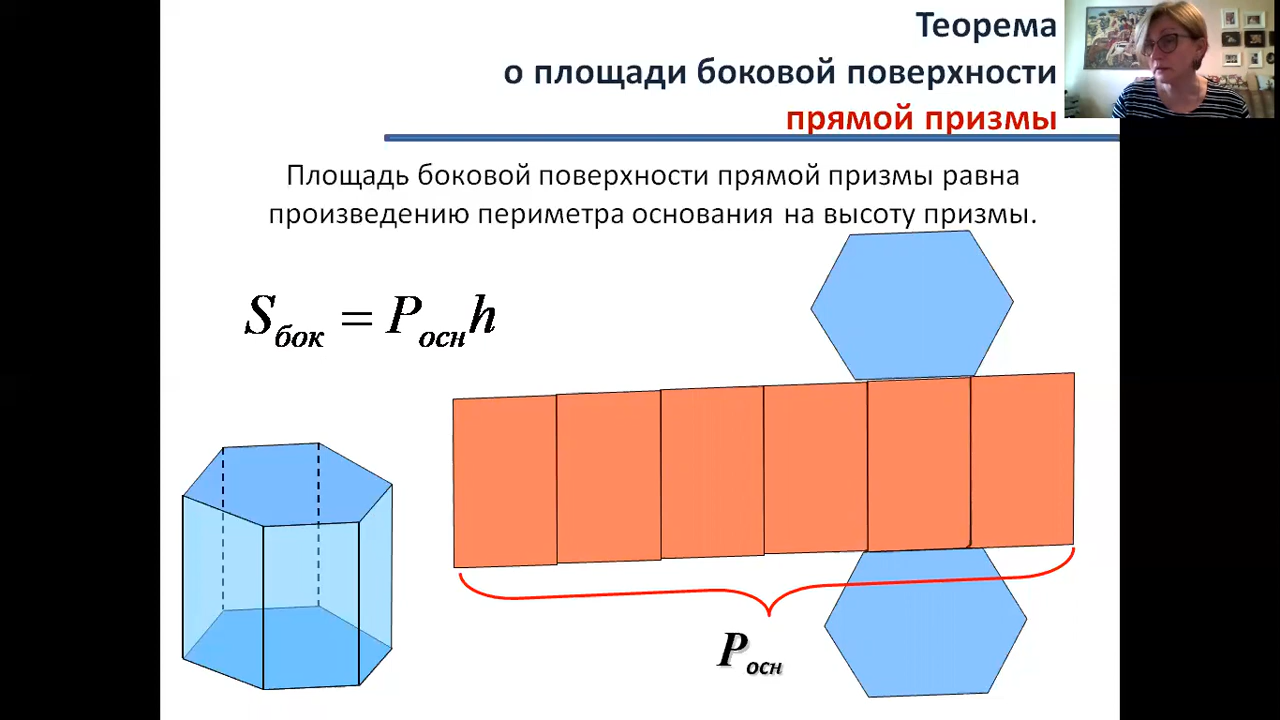 Теорема
о площади боковой поверхности
прямой призмы
Площадь боковой поверхности прямой призмы равна
произведению периметра основания на высоту призмы.
Sбок = Pоснh
Pосн